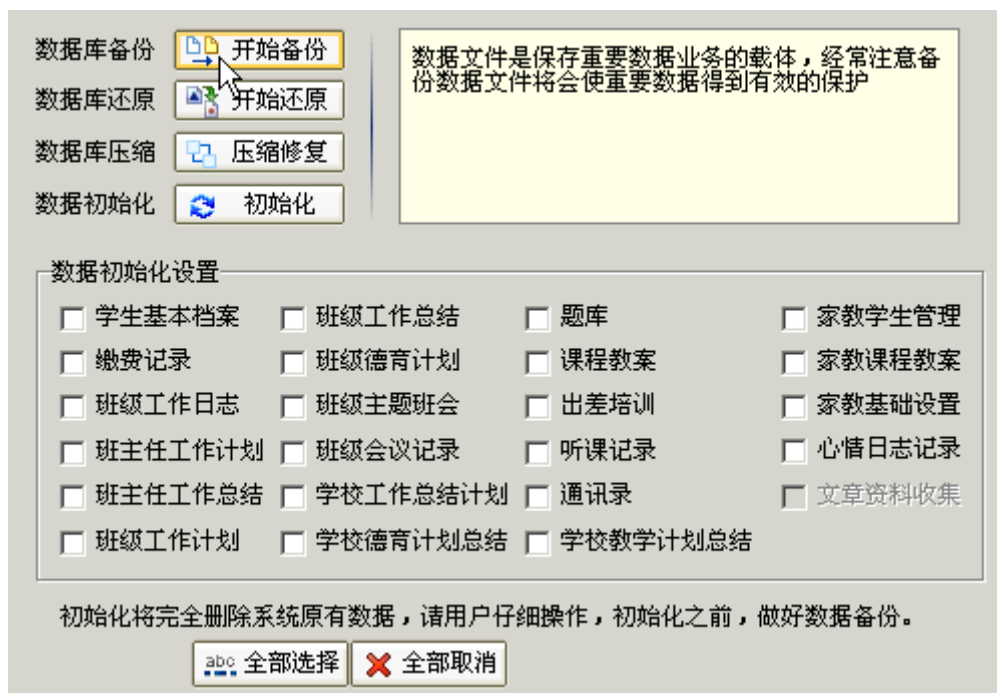 数据库备份 开始备份
数据库还原 开始还原
数据库压缩 压缩修复
数据初始化 初始化
数据文件是保存重要数据业务的载体，经常注意备
份数据文件将会使重要数据得到有效的保护
数据初始化设置
学生基本档案 班级工作总结 题库 家教学生管理
缴费记录 班级德育计划 课程教案 家教课程教案
班级工作日志 班级主题班会 出差培训 家教基础设置
班主任工作计划 班级会议记录 听课记录 心情日志记录
班主任工作总结 学校工作总结计划 通讯录 文章资料收集
班级工作计划 学校德育计划总结 学校教学计划总结
初始化将完全删除系统原有数据，请用户仔细操作，初始化之前，做好数据备份。
abc 全部选择 全部取消